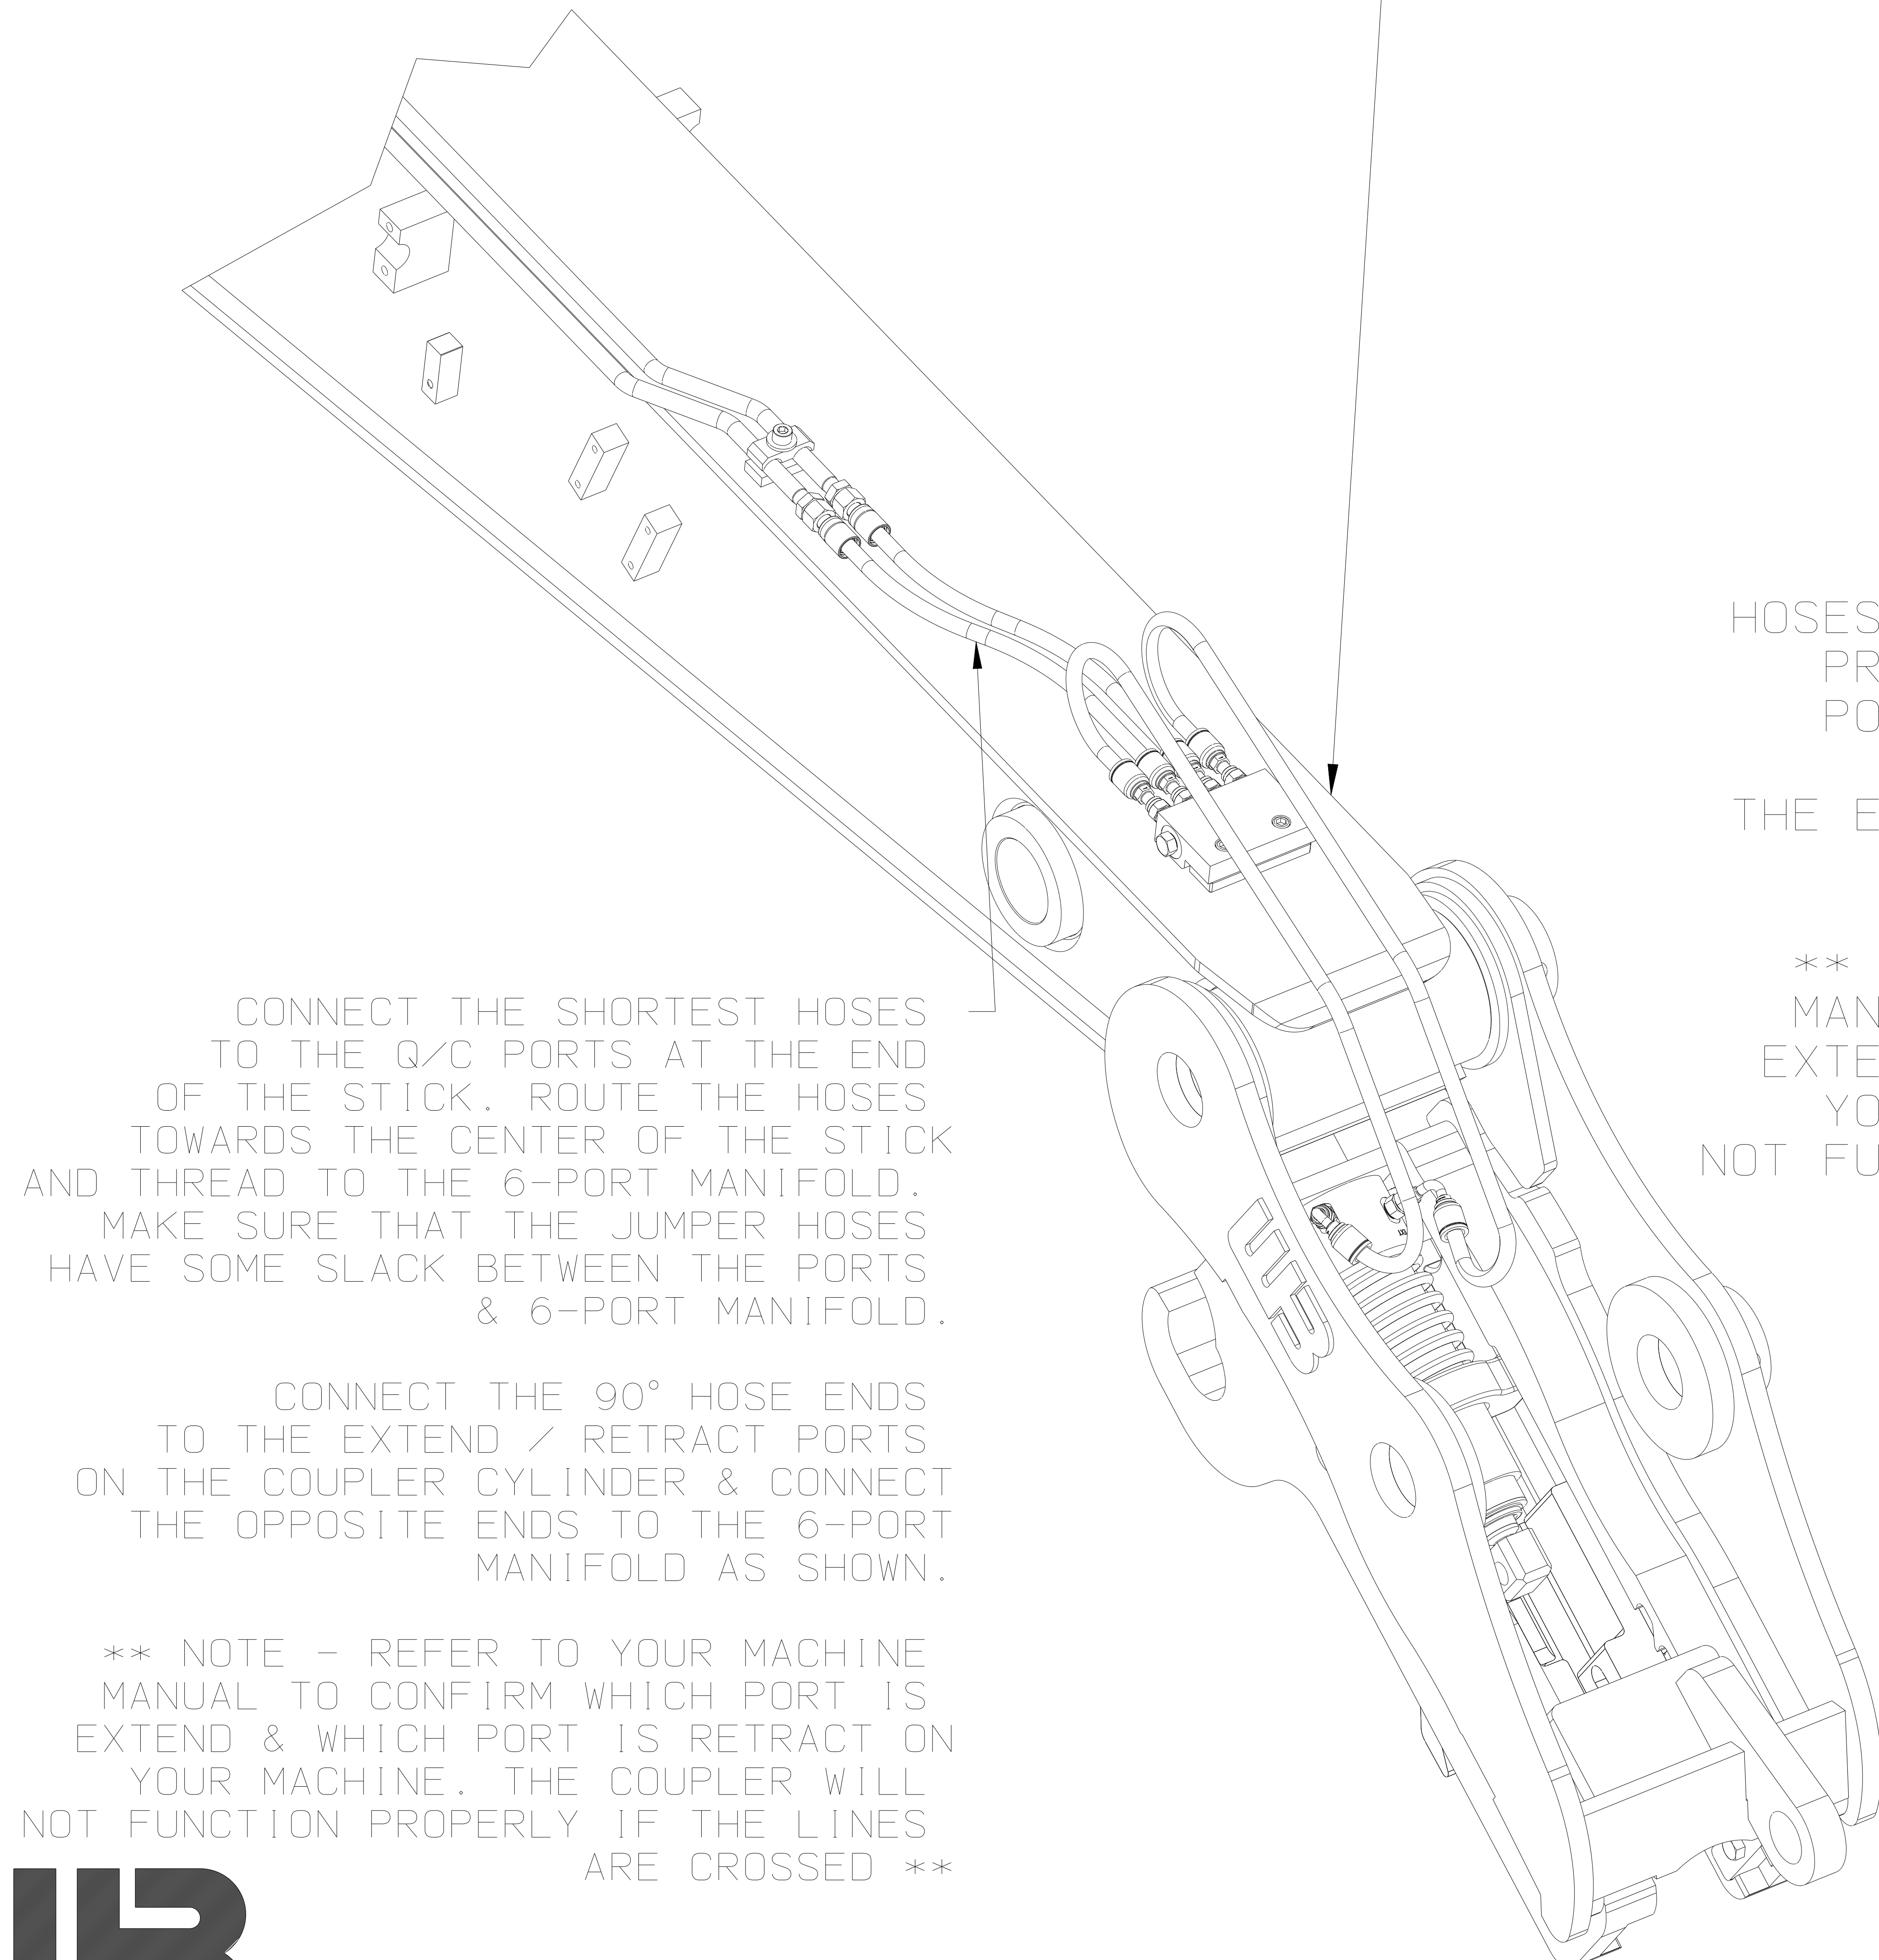 CONNECT THE SHORTEST HOSES
TO THE Q/C PORTS AT THE END
OF THE STICK. ROUTE THE HOSES
TOWARDS THE CENTER OF THE STICK
AND THREAD TO THE 6-PORT MANIFOLD.
MAKE SURE THAT THE JUMPER HOSES
HAVE SOME SLACK BETWEEN THE PORTS
& 6-PORT MANIFOLD.
CONNECT THE 90° HOSE ENDS
TO THE EXTEND / RETRACT PORTS
ON THE COUPLER CYLINDER & CONNECT
THE OPPOSITE ENDS TO THE 6-PORT
MANIFOLD AS SHOWN.
** NOTE - REFER TO YOUR MACHINE
MANUAL TO CONFIRM WHICH PORT IS
EXTEND & WHICH PORT IS RETRACT ON
YOUR MACHINE. THE COUPLER WILL
NOT FUNCTION PROPERLY IF THE LINES
ARE CROSSED **
HOSES
THE
**
NOT